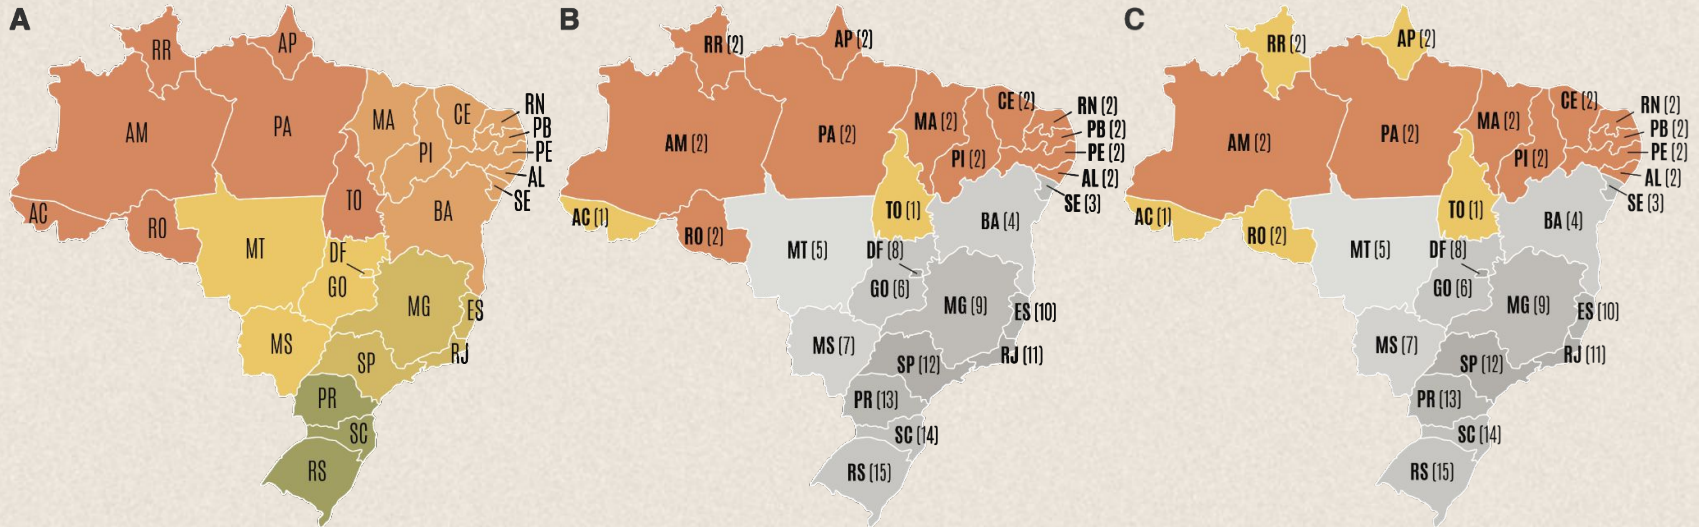 A
RR
AP
AM
PA
MA
CE
RN
PB
PE
PI
AL
SE
AC
RO
TO
BA
MT
DF
GO
MG
ES
MS
SP
RJ
PR
SC
RS
B
RR (2)
AP (2)
AM (2)
PA (2)
MA (2)
CE (2)
RN (2)
PB (2)
PE (2)
PI (2)
AL (2)
SE (3)
AC (1)
RO (2)
TO (1)
BA (4)
MT (5)
DF (8)
GO (6)
MG (9)
ES (10)
MS (7)
SP (12)
RJ (11)
PR (13)
SC (14)
RS (15)
C
RR (2)
AP (2)
AM (2)
PA (2)
MA (2)
CE (2)
RN (2)
PB (2)
PE (2)
PI (2)
AL (2)
SE (3)
AC (1)
RO (2)
TO (1)
BA (4)
MT (5)
DF (8)
GO (6)
MG (9)
ES (10)
MS (7)
SP (12)
RJ (11)
PR (13)
SC (14)
RS (15)